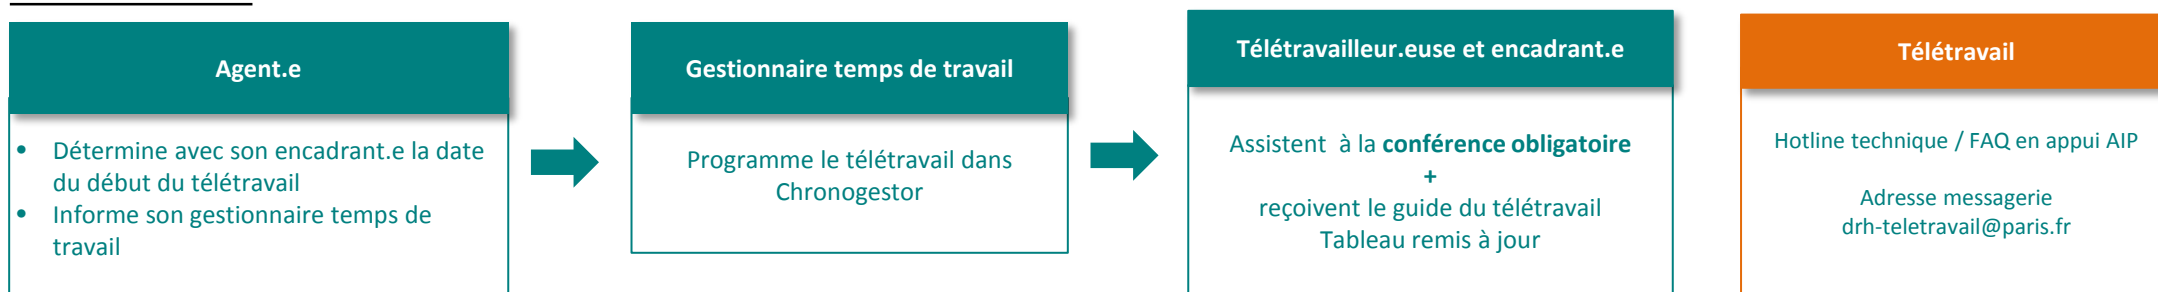 Agent.e
• Détermine avec son encadrant.e la date
du début du télétravail
• Informe son gestionnaire temps de
travail
Gestionnaire temps de travail
Programme le télétravail dans
Chronogestor
Télétravailleur.euse et encadrant.e
Assistent à la conférence obligatoire
+
reçoivent le guide du télétravail
Tableau remis à jour
Télétravail
Hotline technique / FAQ en appui AIP
Adresse messagerie
drh-teletravail@paris.fr